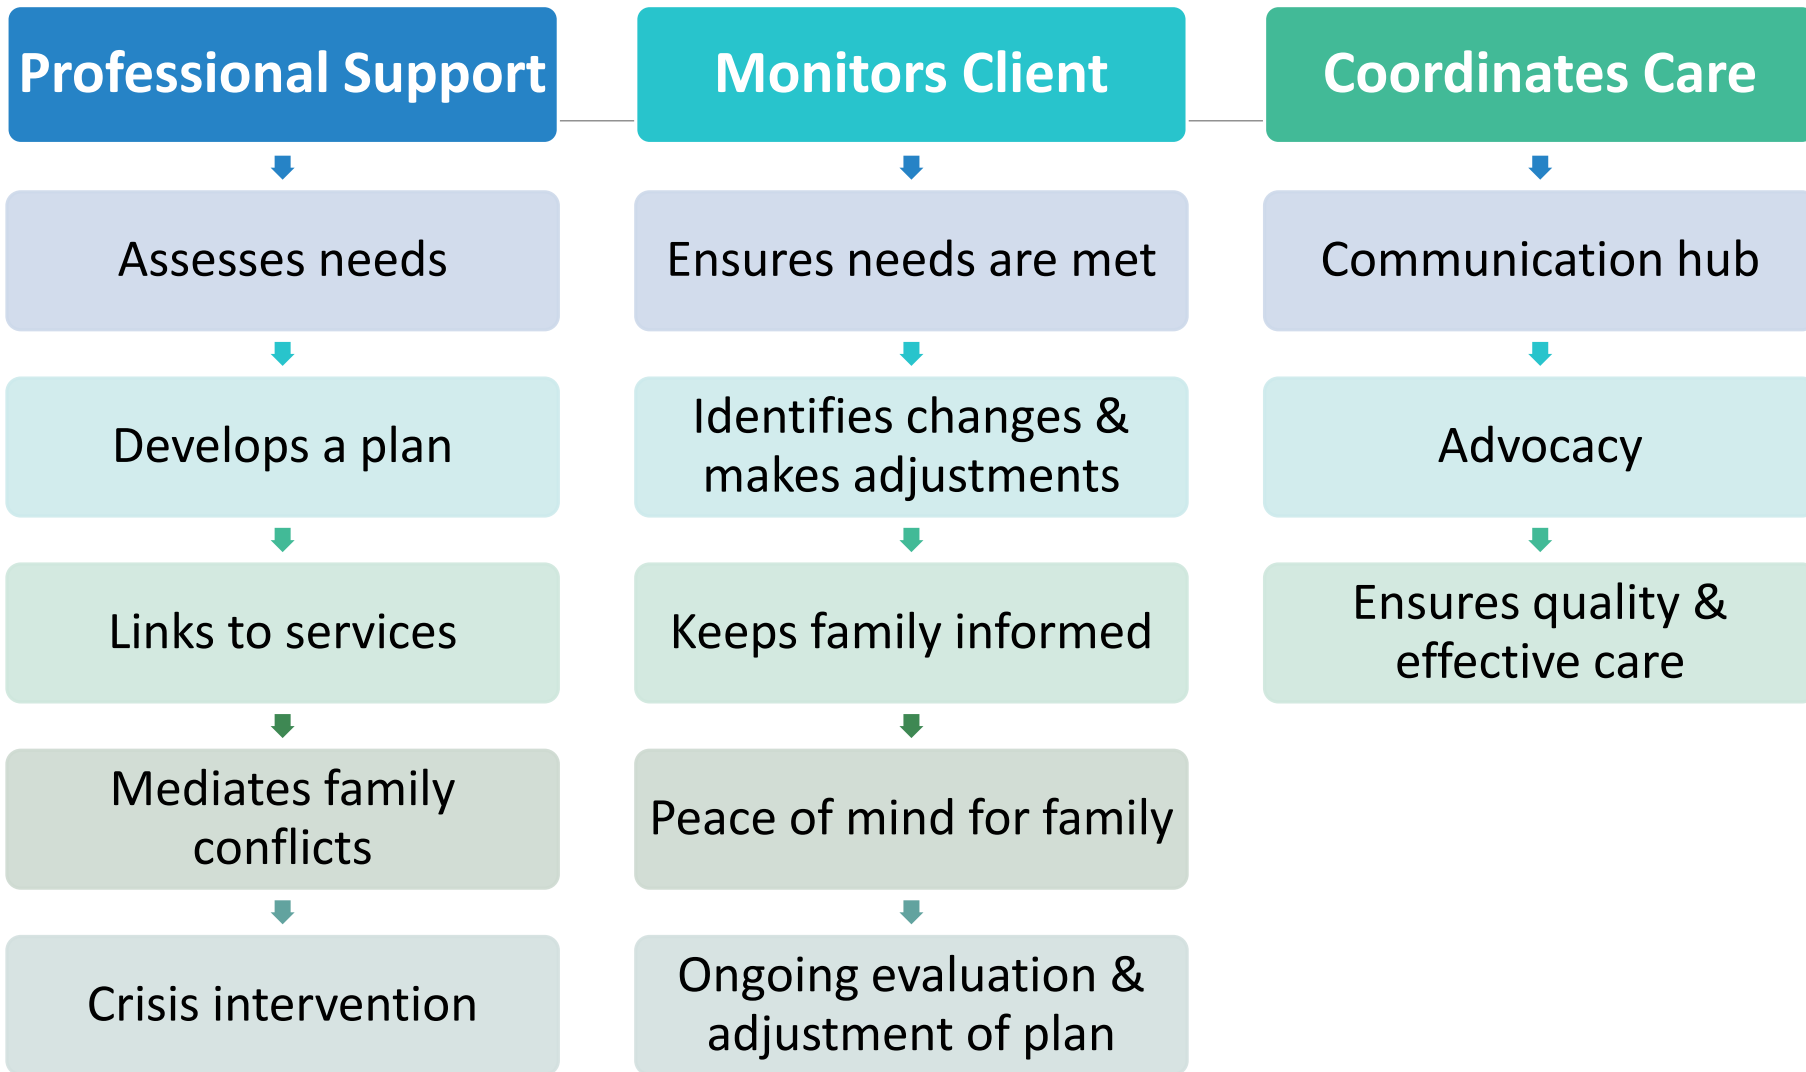 Professional Support
Assesses needs
Develops a plan
Links to services
Mediates family
conflicts
Crisis intervention
Monitors Client
Ensures needs are met
Identifies changes &
makes adjustments
Keeps family informed
Peace of mind for family
Ongoing evaluation &
adjustment of plan
Coordinates Care
Communication hub
Advocacy
Ensures quality &
effective care